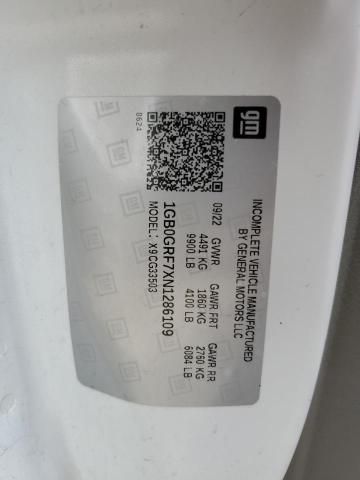 gm
INCOMPLETE VEHICLE MANUFACTURED
BY GENERAL MOTORS LLC
09/22 GVWR GAWR FRT GAWR RR
4491 KG 1860 KG 2760 KG
9900 LB 4100 LB 6084 LB
1GB0GRF7XN1286109
MODEL: X9CG33503
8624